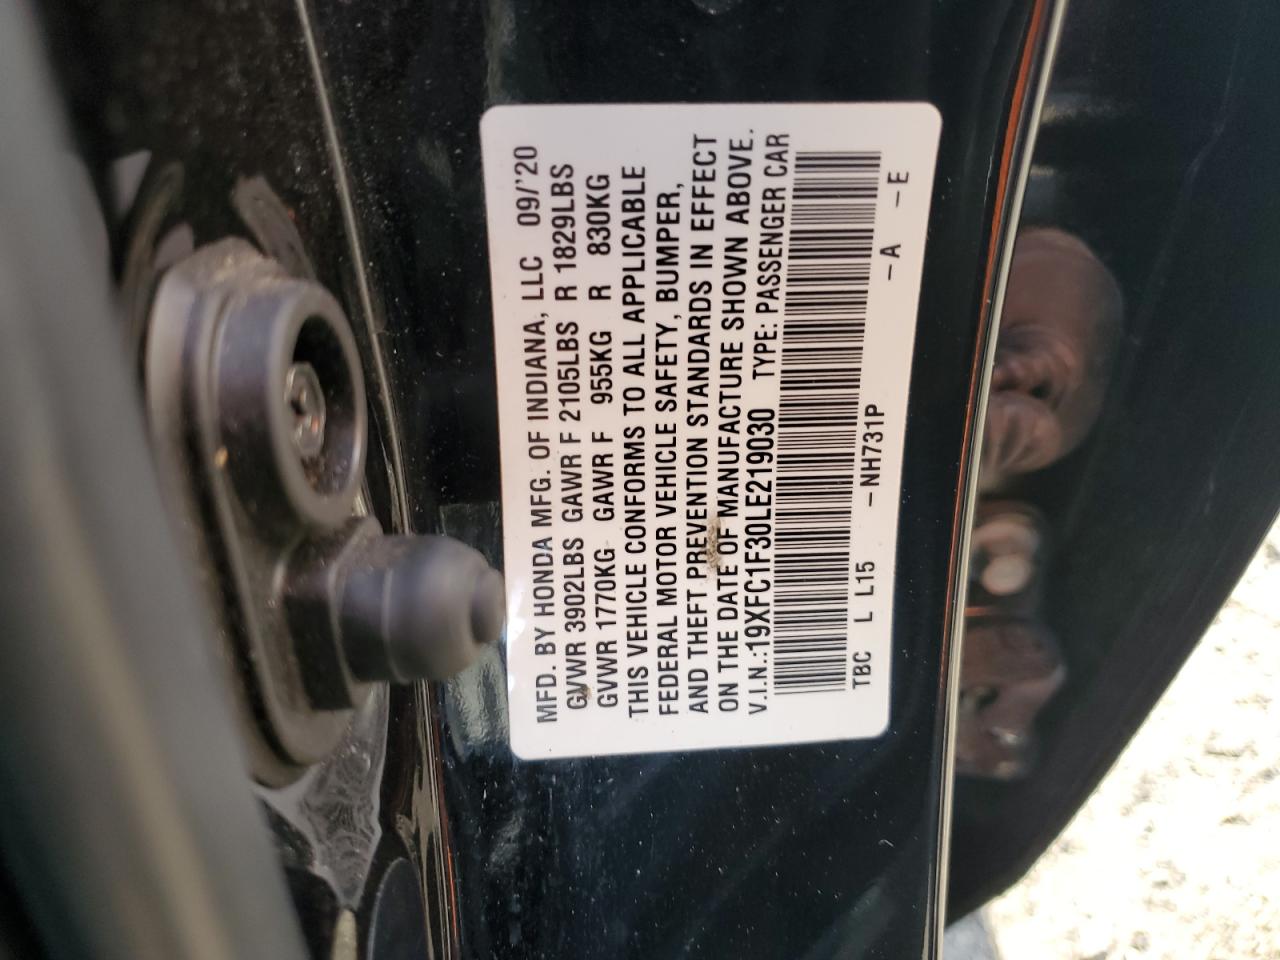 MFD. BY HONDA MFG. OF INDIANA, LLC 09/'20
GVWR 3902LBS GAWR F 2105LBS R 1829LBS
GVWR 1770KG GAWR F 955KG R 830KG
THIS VEHICLE CONFORMS TO ALL APPLICABLE
FEDERAL MOTOR VEHICLE SAFETY, BUMPER,
AND THEFT PREVENTION STANDARDS IN EFFECT
ON THE DATE OF MANUFACTURE SHOWN ABOVE.
V.I.N.:19XFC1F30LE219030 TYPE: PASSENGER CAR
TBC L L15 -NH731P -A -E